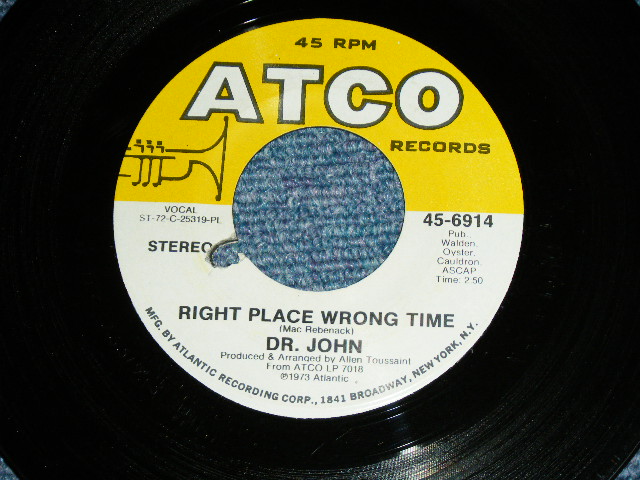 45 RPM
ATCO
RECORDS
VOCAL
ST-72-C-25319-PL
STEREO
45-6914
Pub.
Walden,
Oyster,
Cauldron,
ASCAP
Time: 2:50
RIGHT PLACE WRONG TIME
(Mac Rebenack)
DR. JOHN
Produced & Arranged by Allen Toussaint
From ATCO LP 7018
℗1973 Atlantic
MFG. BY ATLANTIC RECORDING CORP., 1841 BROADWAY, NEW YORK, N.Y.